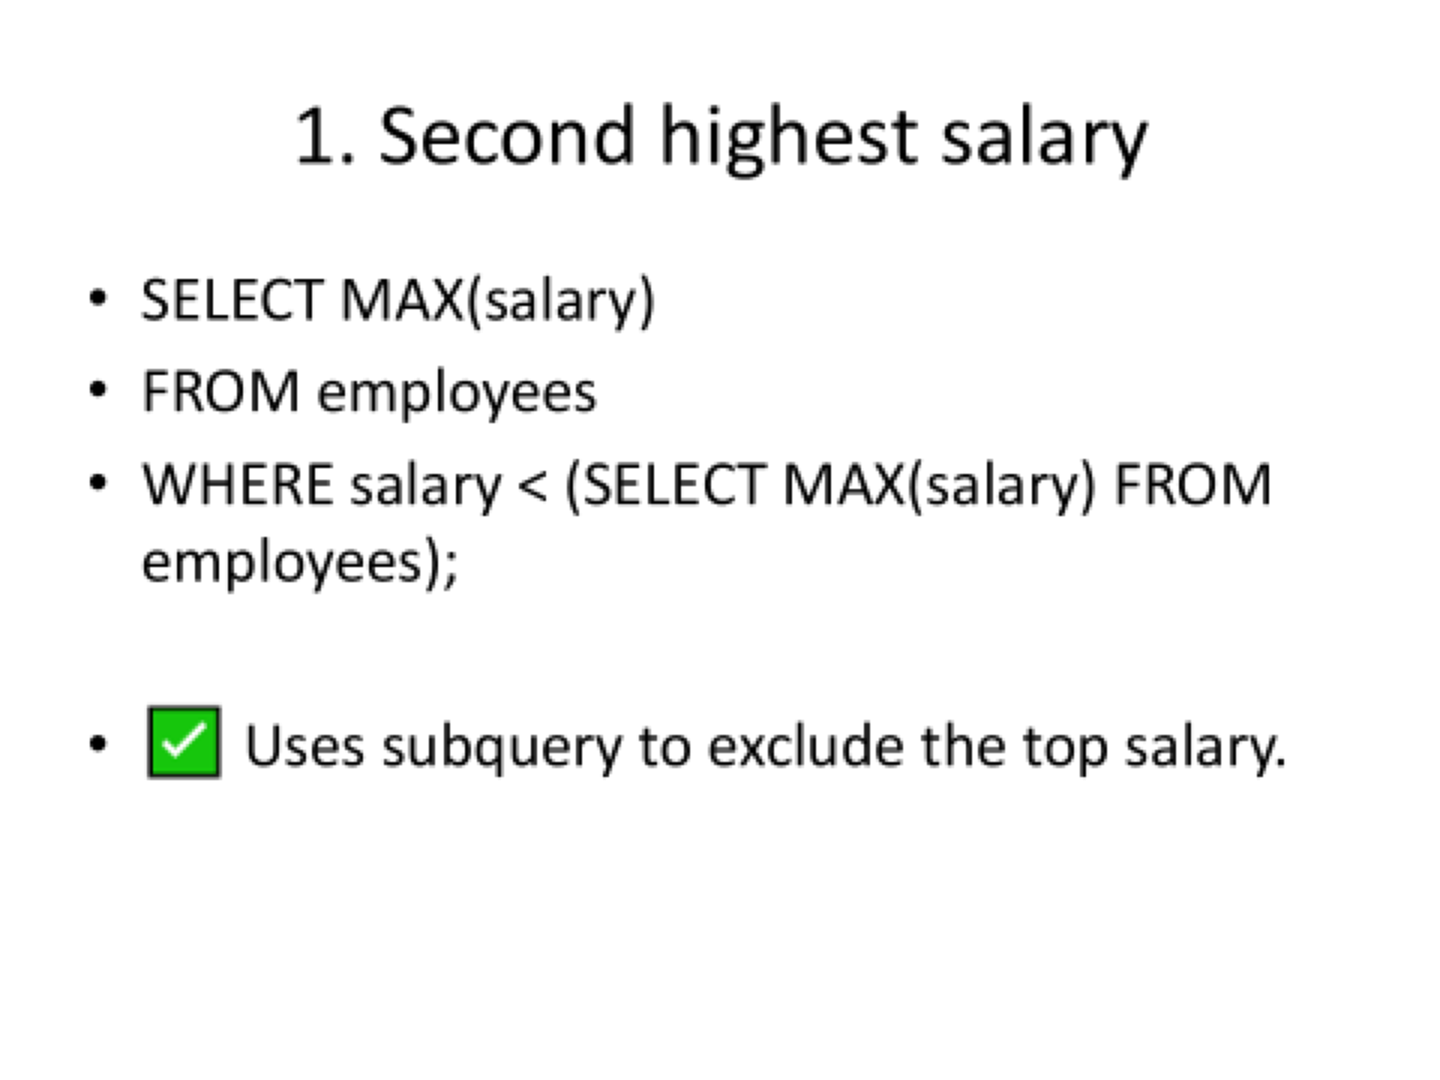 1. Second highest salary
• SELECT MAX(salary)
• FROM employees
• WHERE salary < (SELECT MAX(salary) FROM
employees);
• ✅ Uses subquery to exclude the top salary.